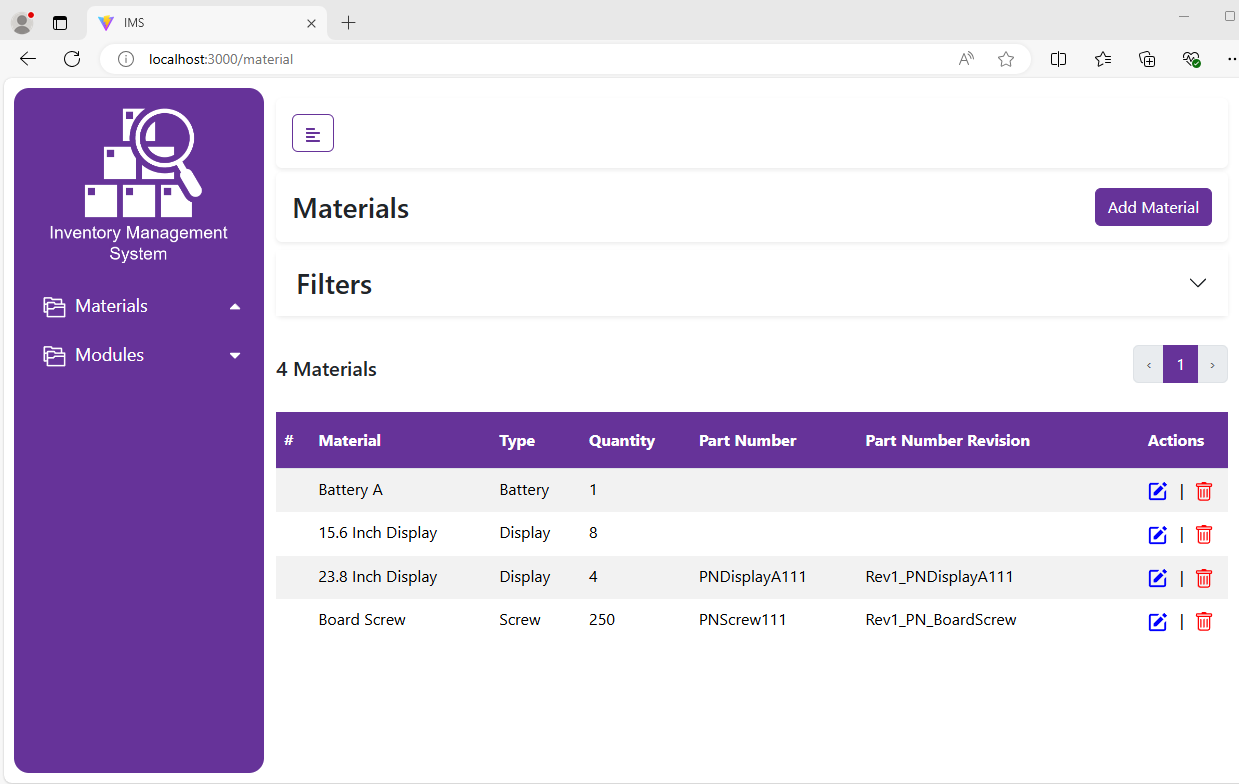 IMS
localhost:3000/material
Inventory Management
System
Materials
Modules
Materials
Add Material
Filters
4 Materials
‹ 1 ›
# Material Type Quantity Part Number Part Number Revision Actions
Battery A Battery 1 |
15.6 Inch Display Display 8 |
23.8 Inch Display Display 4 PNDisplayA111 Rev1_PNDisplayA111 |
Board Screw Screw 250 PNScrew111 Rev1_PN_BoardScrew |